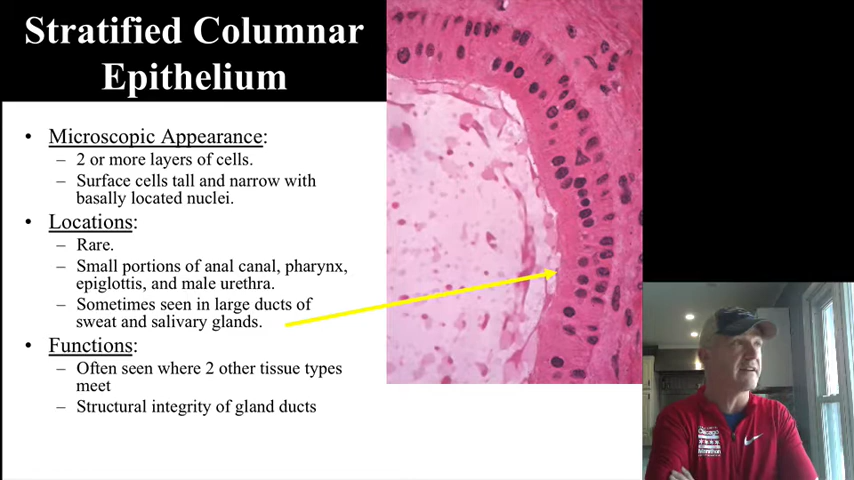 Stratified Columnar
Epithelium
• Microscopic Appearance:
– 2 or more layers of cells.
– Surface cells tall and narrow with
basally located nuclei.
• Locations:
– Rare.
– Small portions of anal canal, pharynx,
epiglottis, and male urethra.
– Sometimes seen in large ducts of
sweat and salivary glands.
• Functions:
– Often seen where 2 other tissue types
meet
– Structural integrity of gland ducts
Chicago
Marathon